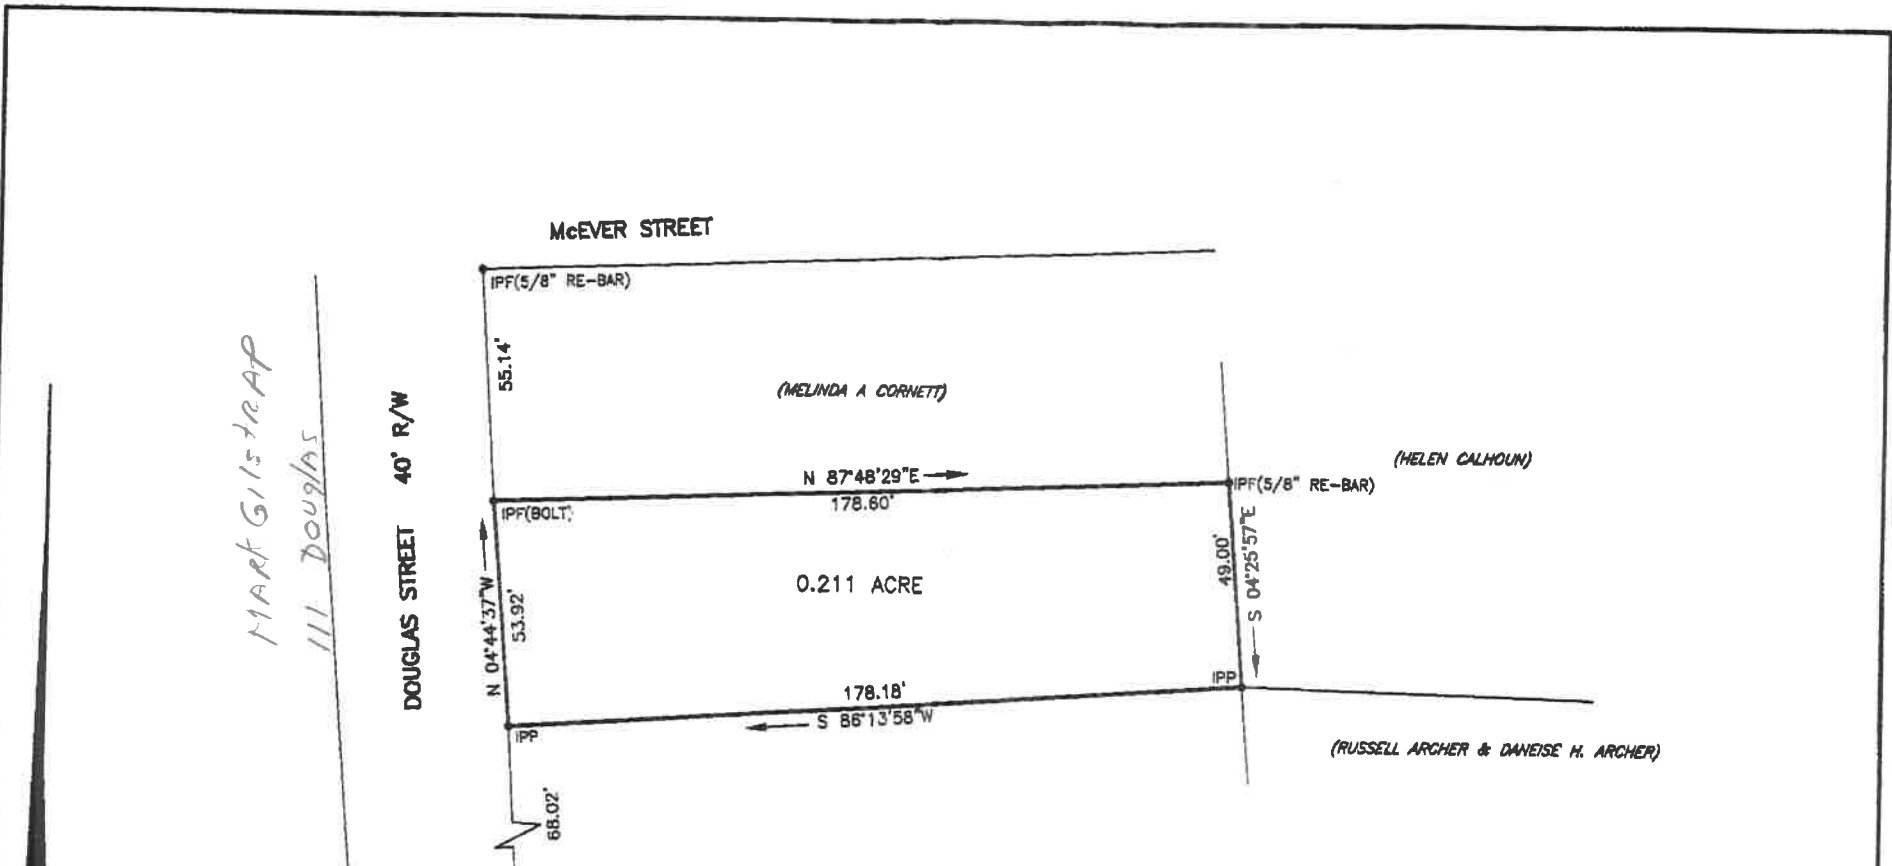 McEVER STREET
IPF(5/8" RE-BAR)
55.14'
(MELINDA A CORNETT)
MARK GILSTRAP
111 DOUGLAS
DOUGLAS STREET 40' R/W
(HELEN CALHOUN)
N 87°48'29"E
178.60'
IPF(5/8" RE-BAR)
IPF(BOLT)
N 04°44'37"W
53.92'
0.211 ACRE
49.00'
S 04°25'57"E
178.18'
S 86°13'58"W
IPP
IPP
(RUSSELL ARCHER & DANEISE H. ARCHER)
68.02'